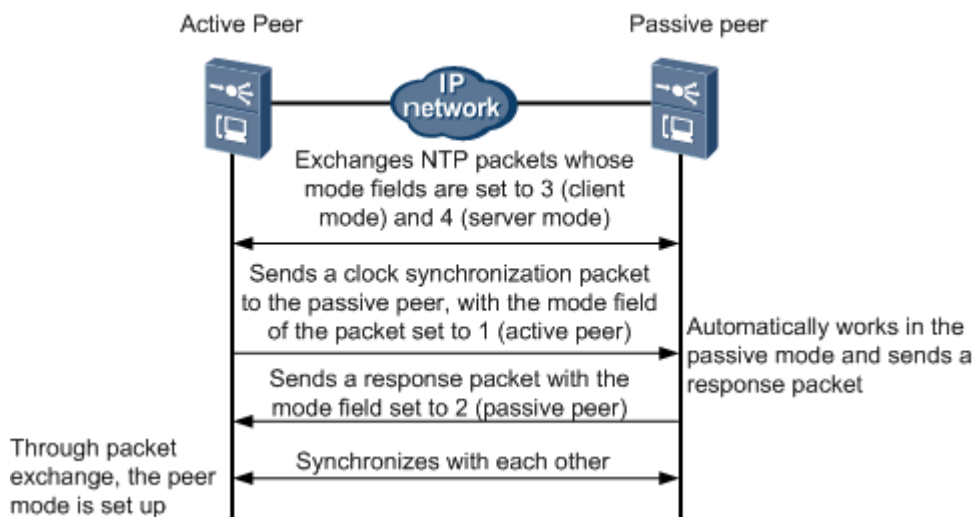 Active Peer
Passive peer
IP
network
Exchanges NTP packets whose
mode fields are set to 3 (client
mode) and 4 (server mode)
Sends a clock synchronization packet
to the passive peer, with the mode field
of the packet set to 1 (active peer)
Automatically works in the
passive mode and sends a
response packet
Sends a response packet with the
mode field set to 2 (passive peer)
Through packet
exchange, the peer
mode is set up
Synchronizes with each other